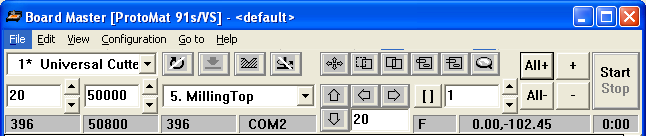 Board Master [ProtoMat 91s/VS] - <default>
File Edit View Configuration Go to Help
1* Universal Cutte
All+ + Start
Stop
20 50000 5. MillingTop [ ] 1 All- -
20
396 50800 396 COM2 F 0.00,-102.45 0:00